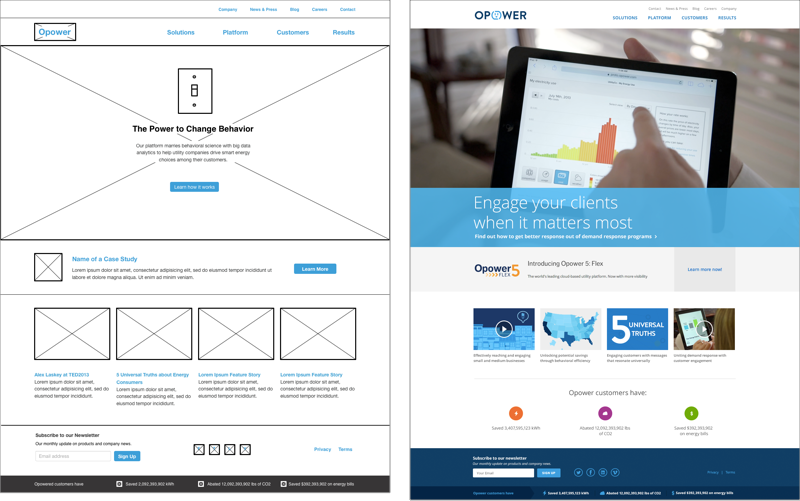 Company News & Press Blog Careers Contact
Opower Solutions Platform Customers Results
The Power to Change Behavior
Our platform marries behavioral science with big data
analytics to help utility companies drive smart energy
choices among their customers.
Learn how it works
Name of a Case Study
Lorem ipsum dolor sit amet, consectetur adipisicing elit, sed do eiusmod tempor incididunt ut
labore et dolore magna aliqua. Ut enim ad minim veniam.
Learn More
Alex Laskey at TED2013
Lorem ipsum dolor sit amet,
consectetur adipisicing elit, sed do
eiusmod tempor incididunt.
5 Universal Truths about Energy
Consumers
Lorem ipsum dolor sit amet,
consectetur adipisicing elit, sed do
eiusmod tempor incididunt.
Lorem Ipsum Feature Story
Lorem ipsum dolor sit amet,
consectetur adipisicing elit, sed do
eiusmod tempor incididunt.
Lorem Ipsum Feature Story
Lorem ipsum dolor sit amet,
consectetur adipisicing elit, sed do
eiusmod tempor incididunt.
Subscribe to our Newsletter
Our monthly update on products and company news.
Email address Sign Up
Privacy Terms
Opowered customers have Saved 2,092,393,902 kWh Abated 12,092,393,902 lbs of CO2 Saved $392,393,902 on energy bills
Contact News & Press Blog Careers Company
OPOWER
SOLUTIONS PLATFORM CUSTOMERS RESULTS
Engage your clients
when it matters most
Find out how to get better response out of demand response programs
Opower 5
FLEX
Introducing Opower 5: Flex
The world's leading cloud-based utility platform. Now with more visibility.
Learn more now!
5 UNIVERSAL
TRUTHS
Effectively reaching and engaging
small and medium businesses
Unlocking potential savings
through behavioral efficiency.
Engaging customers with messages
that resonate universally.
Uniting demand response with
customer engagement
Opower customers have:
Saved 3,407,595,123 kWh
Abated 12,092,393,902 lbs
of CO2
Saved $392,393,902
on energy bills
Subscribe to our newsletter
Our monthly update on products and company news.
Your Email SIGN UP
Privacy | Terms
Opower customers have: Saved 3,407,595,123 kWh Abated 12,092,393,902 lbs of CO2 Saved $392,393,902 on energy bills